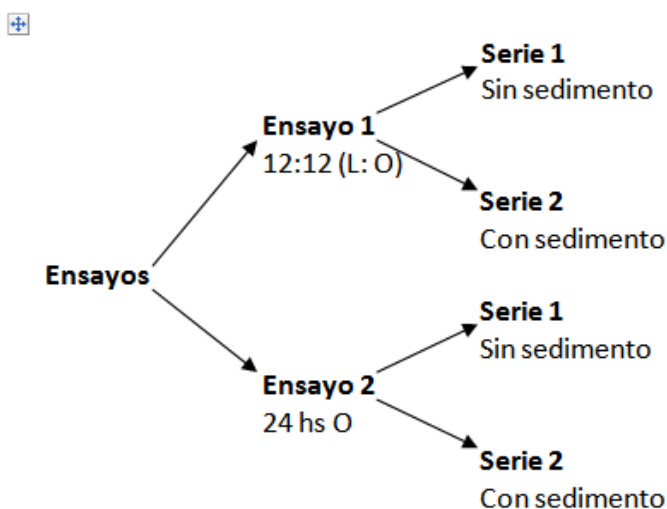 Serie 1
Sin sedimento
Ensayo 1
12:12 (L: O)
Serie 2
Con sedimento
Ensayos
Serie 1
Sin sedimento
Ensayo 2
24 hs O
Serie 2
Con sedimento